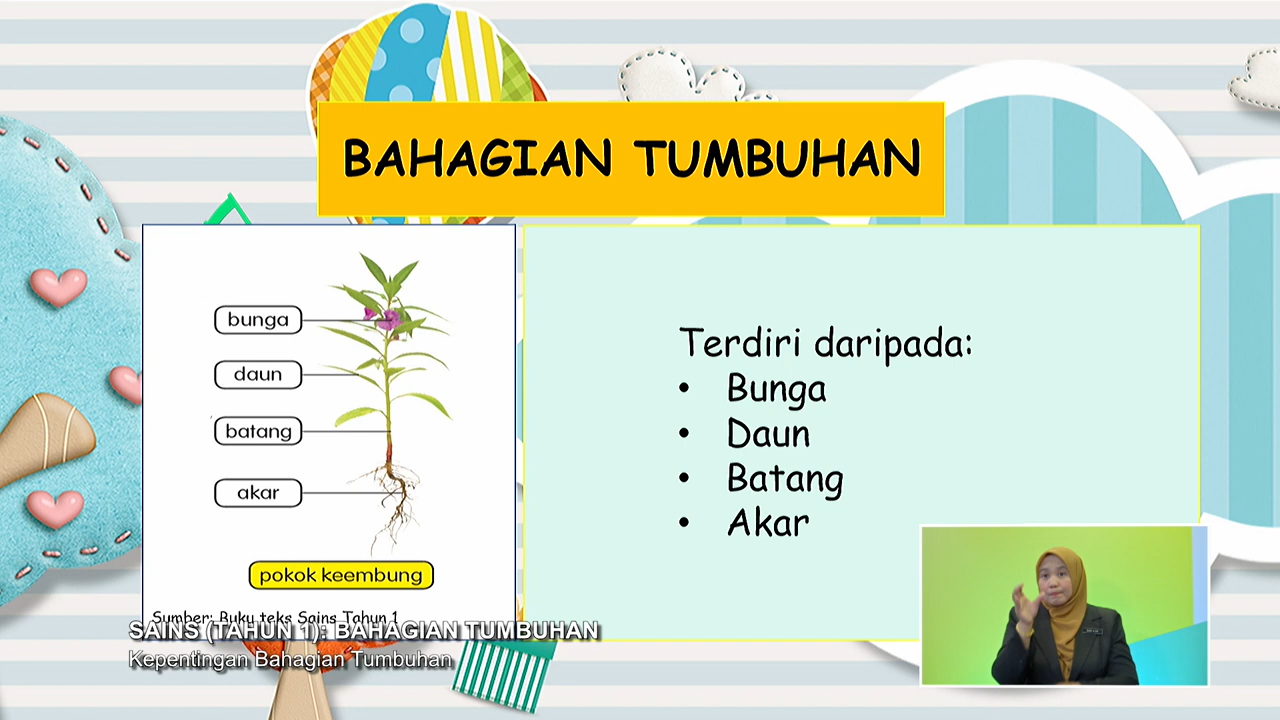 BAHAGIAN TUMBUHAN
bunga
daun
batang
akar
pokok keembung
Sumber: Buku teks Sains Tahun 1
Terdiri daripada:
• Bunga
• Daun
• Batang
• Akar
SAINS (TAHUN 1): BAHAGIAN TUMBUHAN
Kepentingan Bahagian Tumbuhan